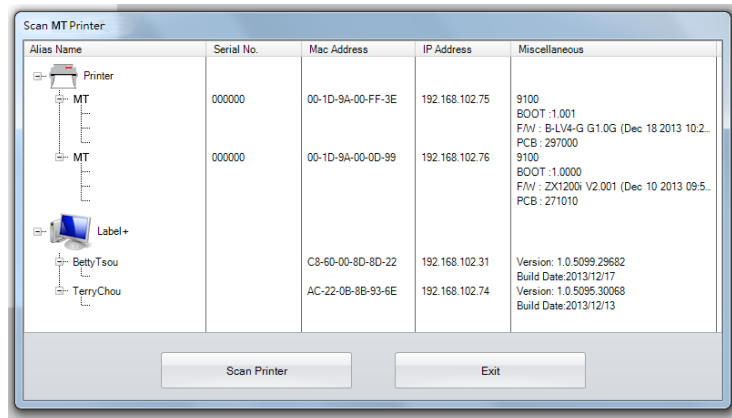 Scan MT Printer
Alias Name Serial No. Mac Address IP Address Miscellaneous
Printer
MT 000000 00-1D-9A-00-FF-3E 192.168.102.75 9100
BOOT :1.001
F/W : B-LV4-G G1.0G (Dec 18 2013 10:2...
PCB : 297000
MT 000000 00-1D-9A-00-0D-99 192.168.102.76 9100
BOOT :1.0000
F/W : ZX1200i V2.001 (Dec 10 2013 09:5...
PCB : 271010
Label+
BettyTsou C8-60-00-8D-8D-22 192.168.102.31 Version: 1.0.5099.29682
Build Date:2013/12/17
TerryChou AC-22-0B-8B-93-6E 192.168.102.74 Version: 1.0.5095.30068
Build Date:2013/12/13
Scan Printer Exit